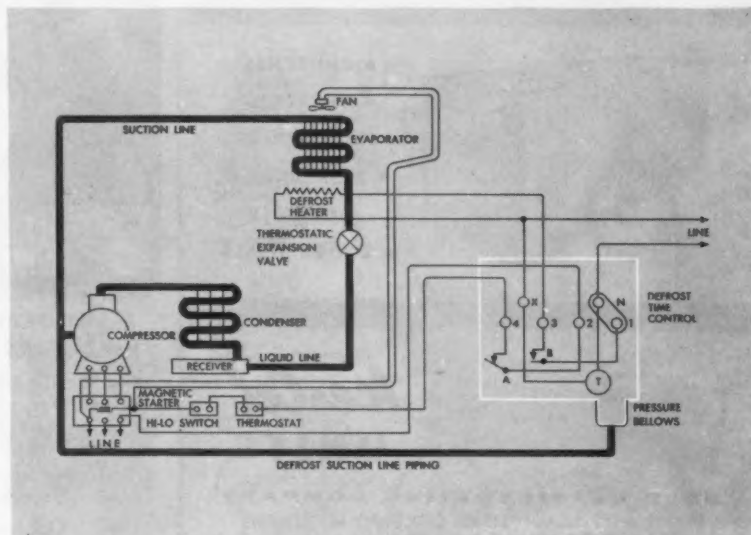 FAN
SUCTION LINE
EVAPORATOR
DEFROST
HEATER
THERMOSTATIC
EXPANSION
VALVE
LINE
X
N
DEFROST
TIME
CONTROL
4
3
2
1
B
A
T
COMPRESSOR
CONDENSER
RECEIVER
LIQUID LINE
MAGNETIC
STARTER
HI-LO SWITCH
THERMOSTAT
LINE
PRESSURE
BELLOWS
DEFROST SUCTION LINE PIPING